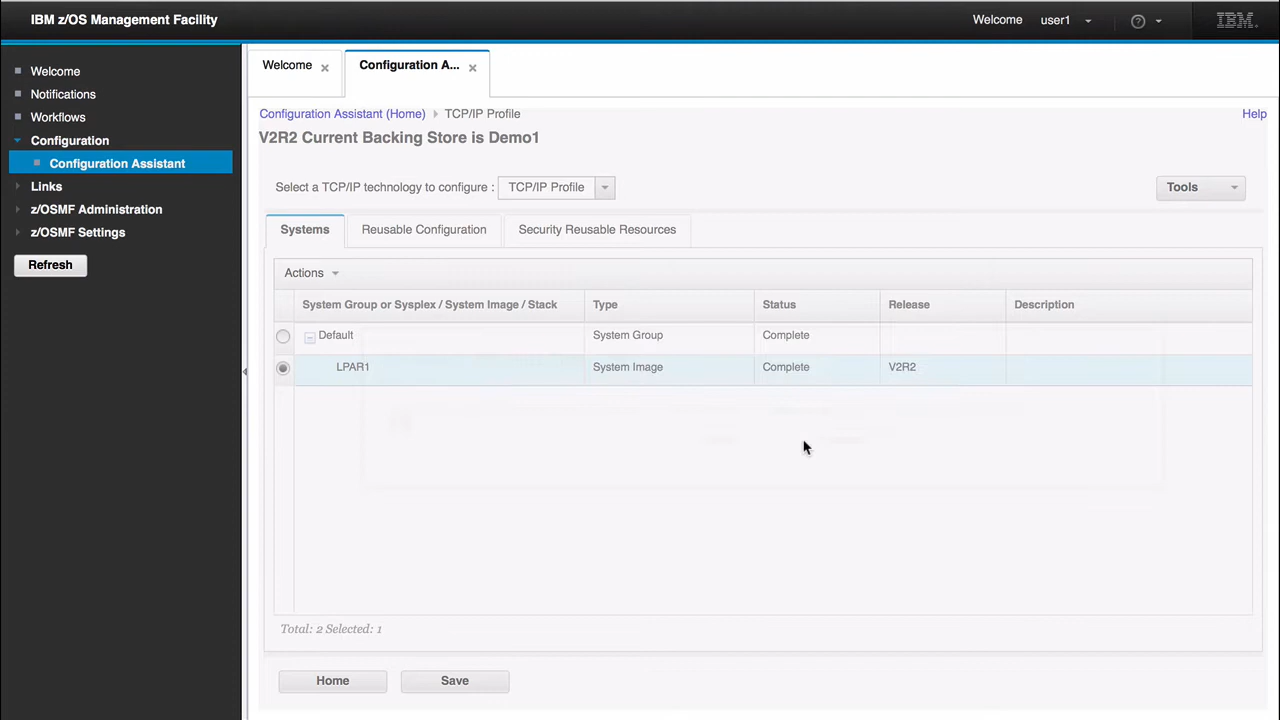 IBM z/OS Management Facility
Welcome user1
IBM
Welcome
Notifications
Workflows
Configuration
Configuration Assistant
Links
z/OSMF Administration
z/OSMF Settings
Refresh
Welcome
Configuration A...
Configuration Assistant (Home) TCP/IP Profile
Help
V2R2 Current Backing Store is Demo1
Select a TCP/IP technology to configure : TCP/IP Profile
Tools
Systems Reusable Configuration Security Reusable Resources
Actions
System Group or Sysplex / System Image / Stack Type Status Release Description
Default System Group Complete
LPAR1 System Image Complete V2R2
Total: 2 Selected: 1
Home Save